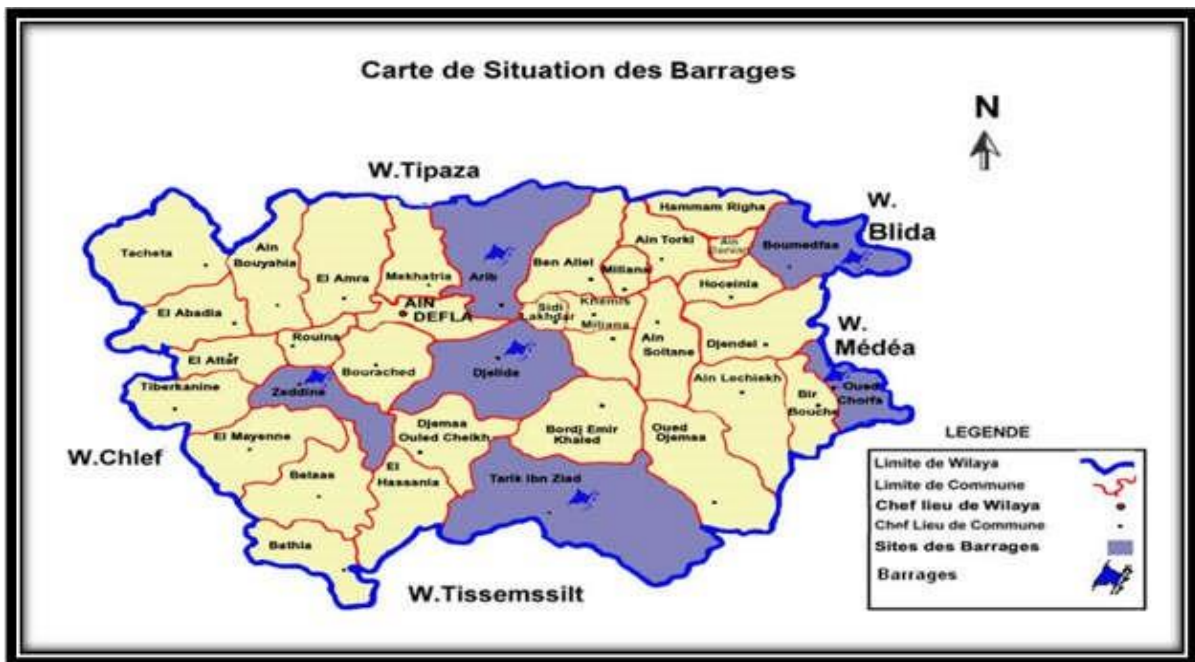 Carte de Situation des Barrages
N
W.Tipaza
W.
Blida
Hammam Righa
Tacheta
Ain
Bouyahia
El Amra
Mekhatria
Arib
Ben Allel
Miliana
Ain Torki
Boumedfaa
Hoceinia
El Abadia
AIN
DEFLA
Sidi
Lakhdar
Khemis
Miliana
Ain
Soltane
Djendel
W.
Médéa
Rouina
El Attaf
Bourached
Djelida
Tiberkanine
Zeddine
Ain Lechiekh
Bir
Bouche
Oued
Chorfa
El Mayenne
Djemaa
Ouled Cheikh
Bordj Emir
Khaled
Oued
Djemaa
W.Chlef
Belaas
El
Hassania
Tarik Ibn Ziad
Bathia
W.Tissemssilt
LEGENDE
Limite de Wilaya
Limite de Commune
Chef lieu de Wilaya
Chef Lieu de Commune
Sites des Barrages
Barrages